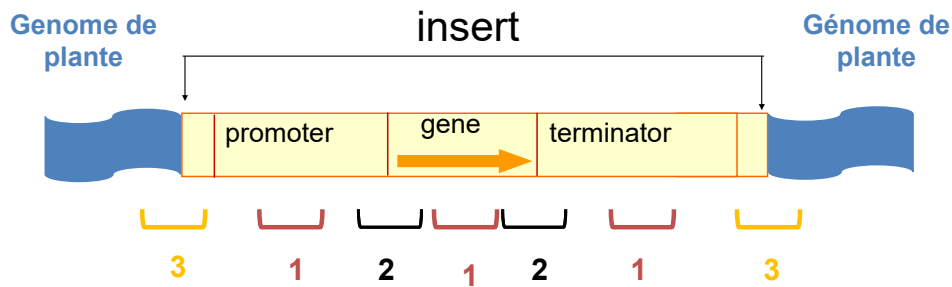 Genome de
plante
insert
Génome de
plante
promoter
gene
terminator
3
1
2
1
2
1
3